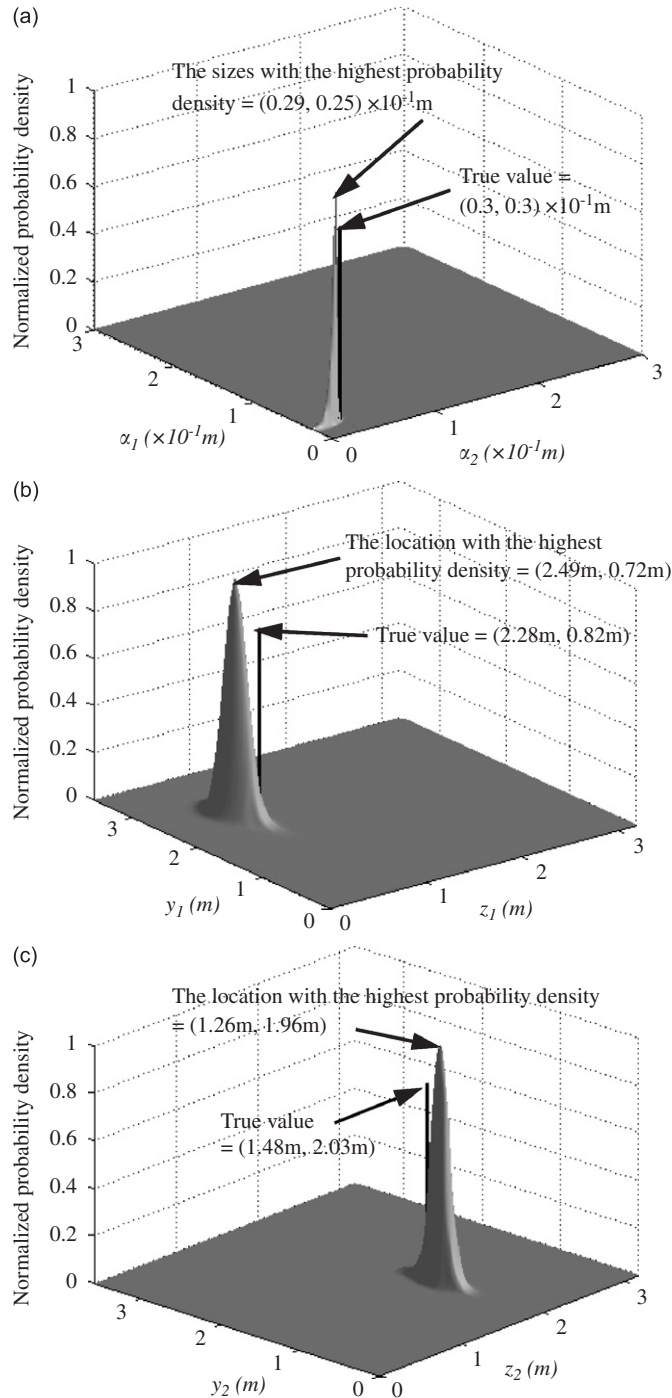 (a)
Normalized probability density
1
0.8
0.6
0.4
0.2
0
The sizes with the highest probability
density = (0.29, 0.25) ×10⁻¹m
True value =
(0.3, 0.3) ×10⁻¹m
3
2
1
0
α₁ (×10⁻¹m)
0
1
2
3
α₂ (×10⁻¹m)
(b)
Normalized probability density
1
0.8
0.6
0.4
0.2
0
The location with the highest
probability density = (2.49m, 0.72m)
True value = (2.28m, 0.82m)
3
2
1
0
y₁ (m)
0
1
2
3
z₁ (m)
(c)
Normalized probability density
1
0.8
0.6
0.4
0.2
0
The location with the highest probability density
= (1.26m, 1.96m)
True value
= (1.48m, 2.03m)
3
2
1
0
y₂ (m)
0
1
2
3
z₂ (m)